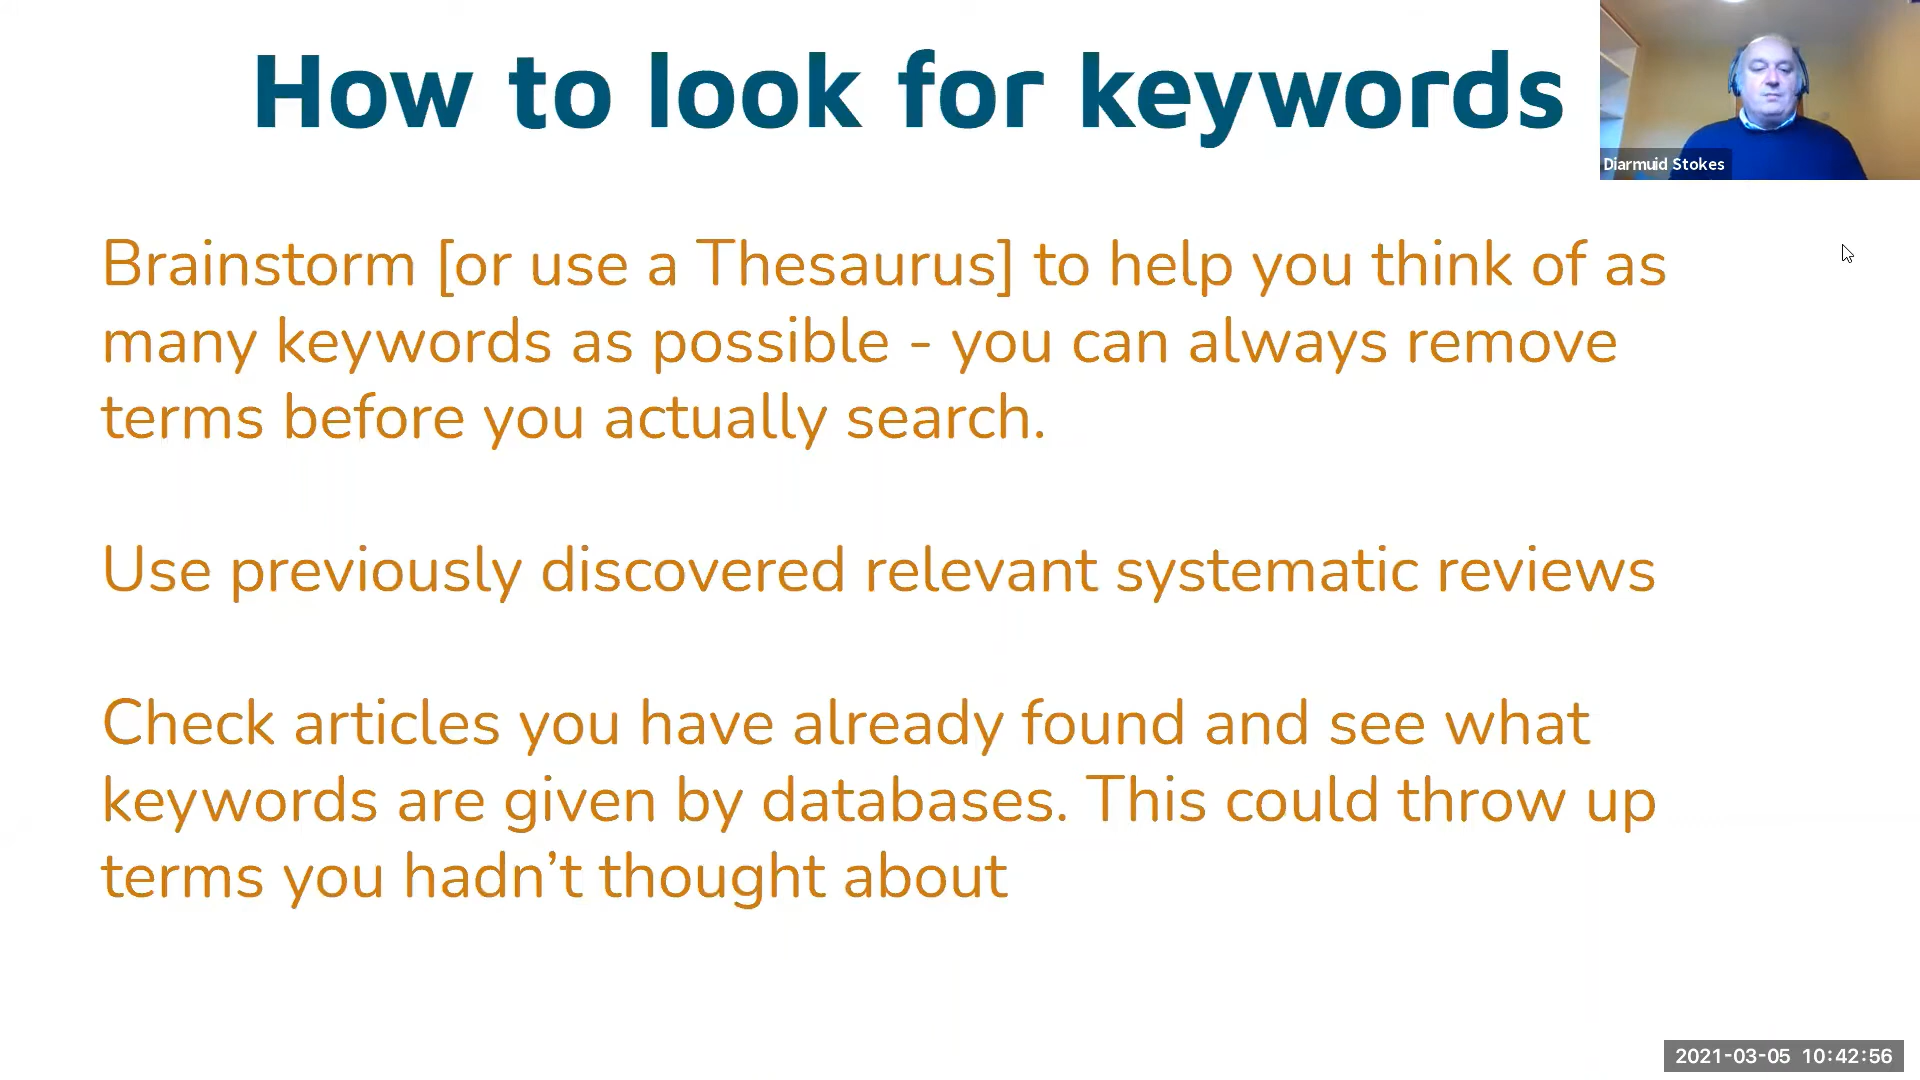 How to look for keywords
Diarmuid Stokes
Brainstorm [or use a Thesaurus] to help you think of as
many keywords as possible - you can always remove
terms before you actually search.
Use previously discovered relevant systematic reviews
Check articles you have already found and see what
keywords are given by databases. This could throw up
terms you hadn’t thought about
2021-03-05 10:42:56